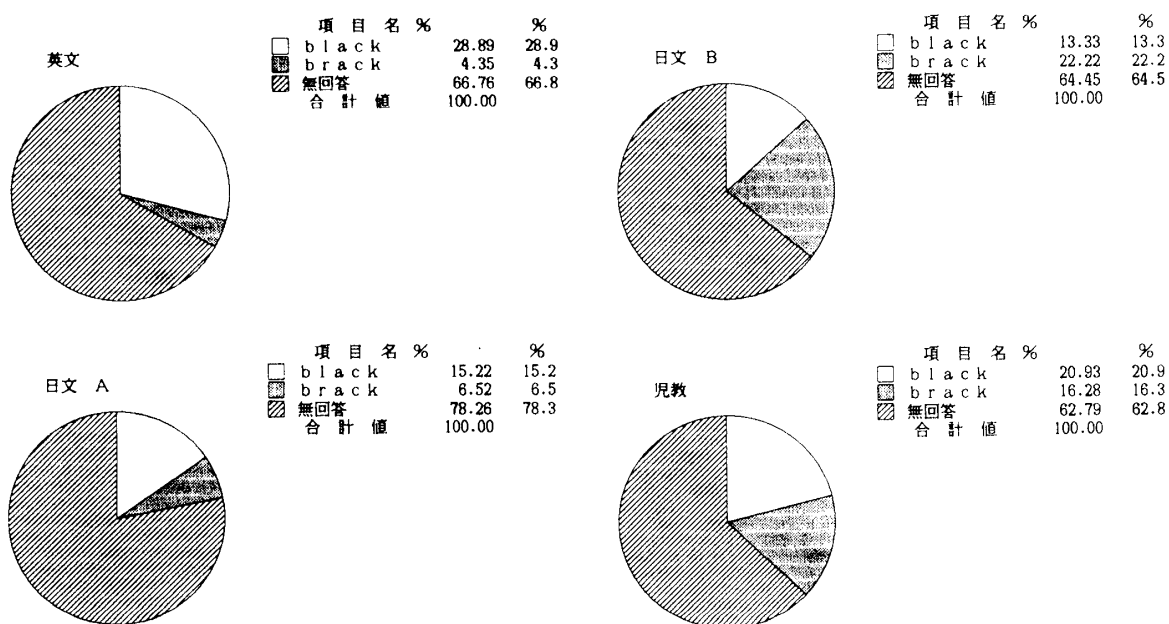 英文
項 目 名 % %
black 28.89 28.9
brack 4.35 4.3
無回答 66.76 66.8
合 計 値 100.00
日文 B
項 目 名 % %
black 13.33 13.3
brack 22.22 22.2
無回答 64.45 64.5
合 計 値 100.00
日文 A
項 目 名 % %
black 15.22 15.2
brack 6.52 6.5
無回答 78.26 78.3
合 計 値 100.00
児教
項 目 名 % %
black 20.93 20.9
brack 16.28 16.3
無回答 62.79 62.8
合 計 値 100.00